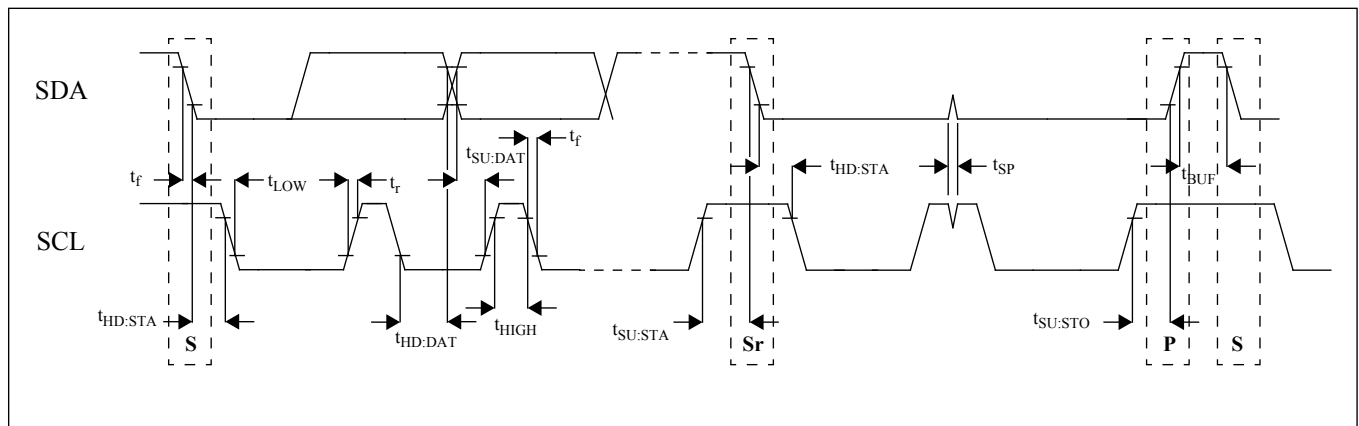 SDA
t_SU:DAT
t_f
t_f
t_LOW
t_r
t_HD:STA
t_SP
t_BUF
SCL
t_HD:STA
t_HD:DAT
t_HIGH
t_SU:STA
t_SU:STO
S
Sr
P
S